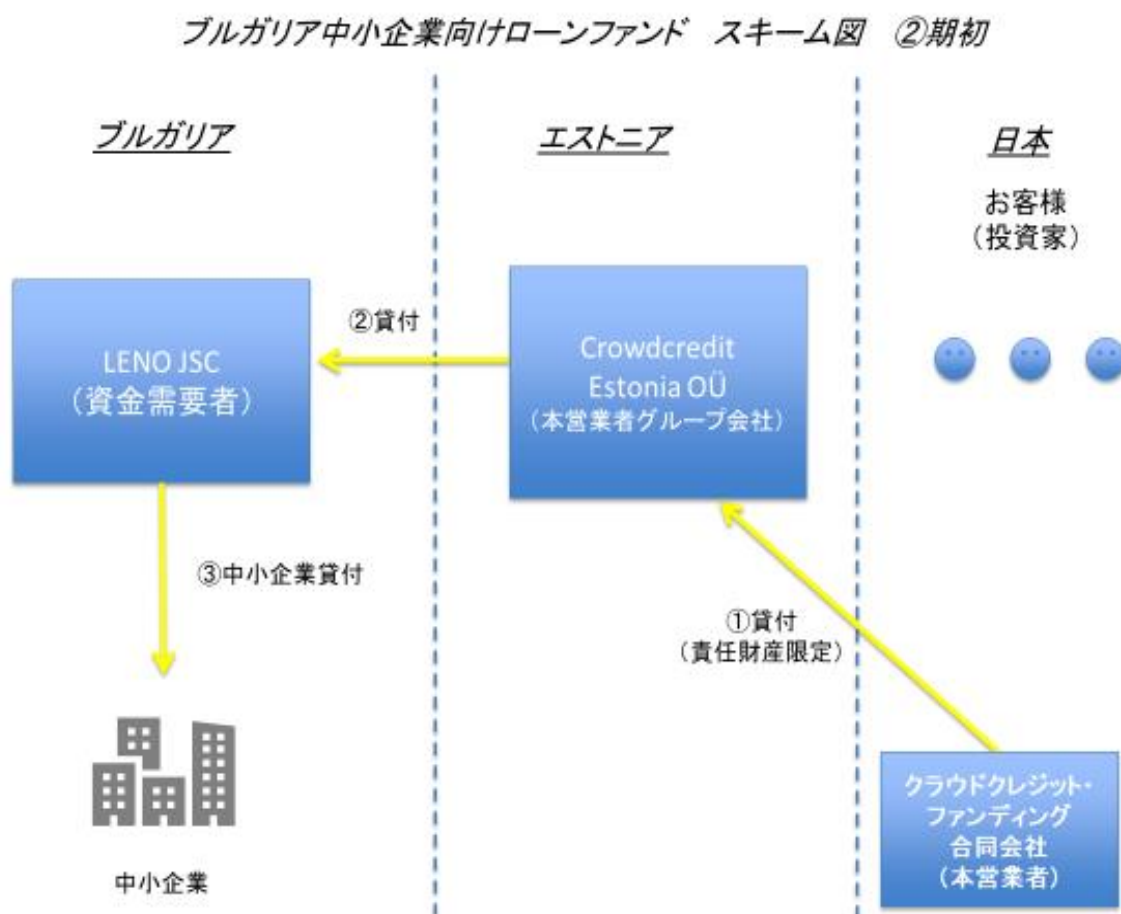 ブルガリア中小企業向けローンファンド　スキーム図　②期初
ブルガリア
エストニア
日本
お客様
（投資家）
LENO JSC
（資金需要者）
②貸付
Crowdcredit
Estonia OÜ
（本営業者グループ会社）
③中小企業貸付
①貸付
（責任財産限定）
中小企業
クラウドクレジット・
ファンディング
合同会社
（本営業者）